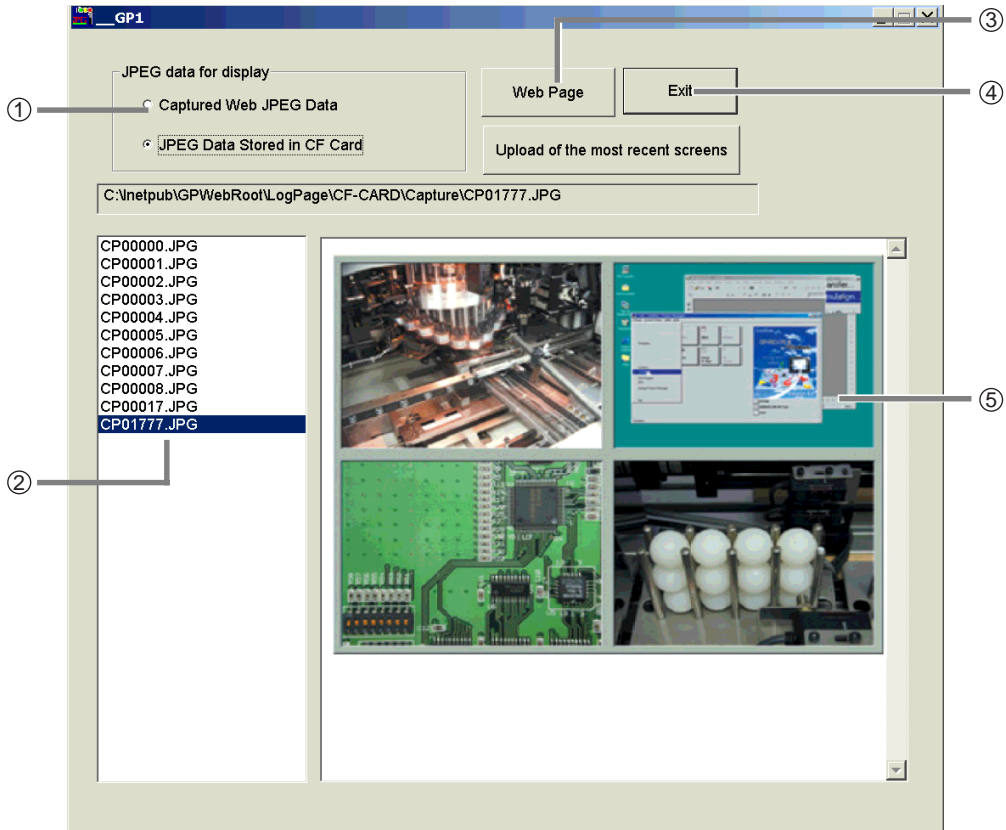 __GP1
③
JPEG data for display
① Captured Web JPEG Data
Web Page
Exit
④
JPEG Data Stored in CF Card
Upload of the most recent screens
C:\Inetpub\GPWebRoot\LogPage\CF-CARD\Capture\CP01777.JPG
CP00000.JPG
CP00001.JPG
CP00002.JPG
CP00003.JPG
CP00004.JPG
CP00005.JPG
CP00006.JPG
CP00007.JPG
CP00008.JPG
CP00017.JPG
CP01777.JPG
②
⑤